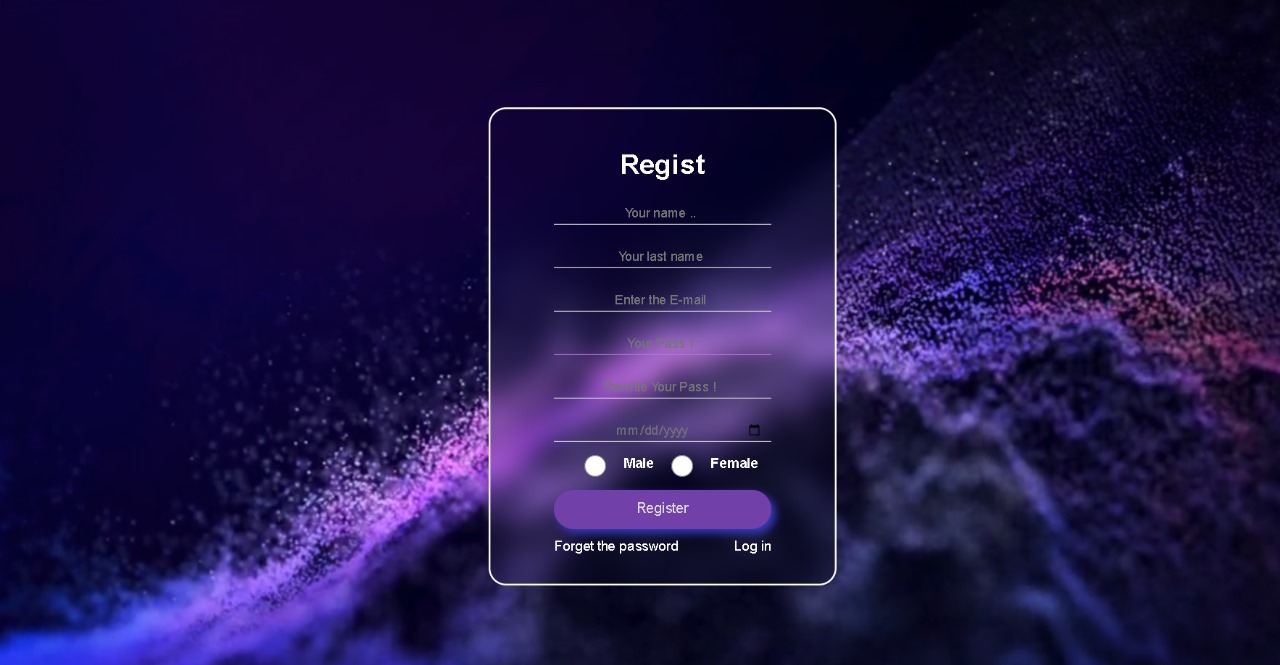 Regist
Your name ..
Your last name
Enter the E-mail
Your Pass !
Your Pass !
mm/dd/yyyy
Male Female
Register
Forget the password Log in